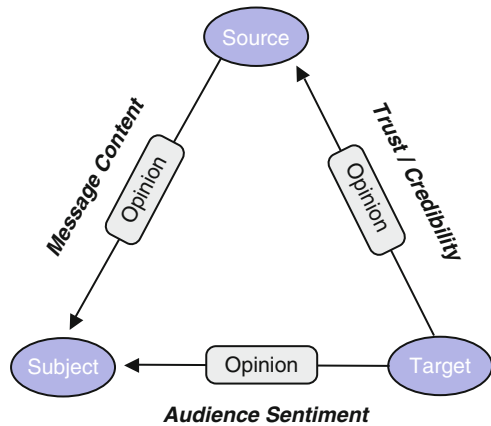 Source
Message Content
Opinion
Opinion
Trust / Credibility
Subject
Opinion
Target
Audience Sentiment